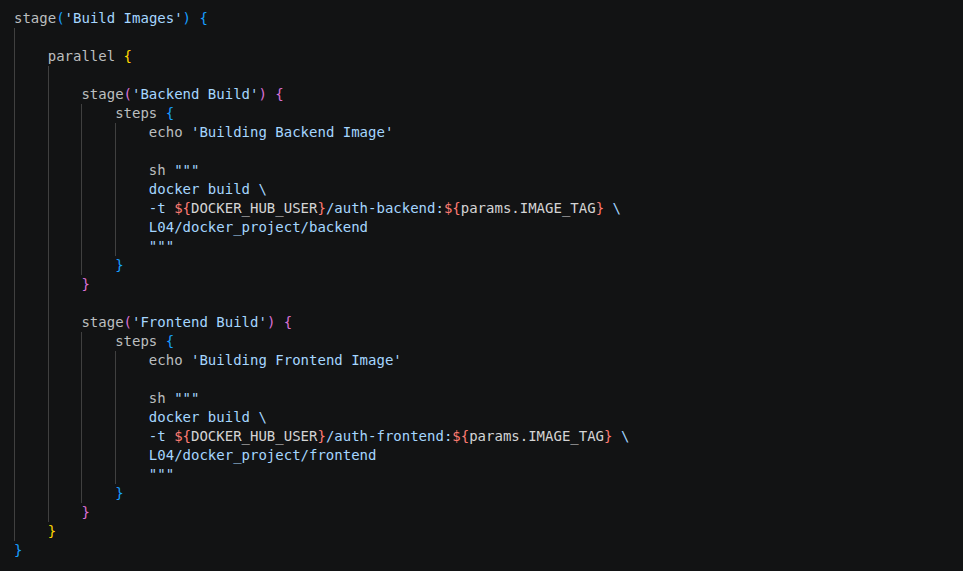 stage('Build Images') {
parallel {
stage('Backend Build') {
steps {
echo 'Building Backend Image'
sh """
docker build \
-t ${DOCKER_HUB_USER}/auth-backend:${params.IMAGE_TAG} \
L04/docker_project/backend
"""
}
}
stage('Frontend Build') {
steps {
echo 'Building Frontend Image'
sh """
docker build \
-t ${DOCKER_HUB_USER}/auth-frontend:${params.IMAGE_TAG} \
L04/docker_project/frontend
"""
}
}
}
}